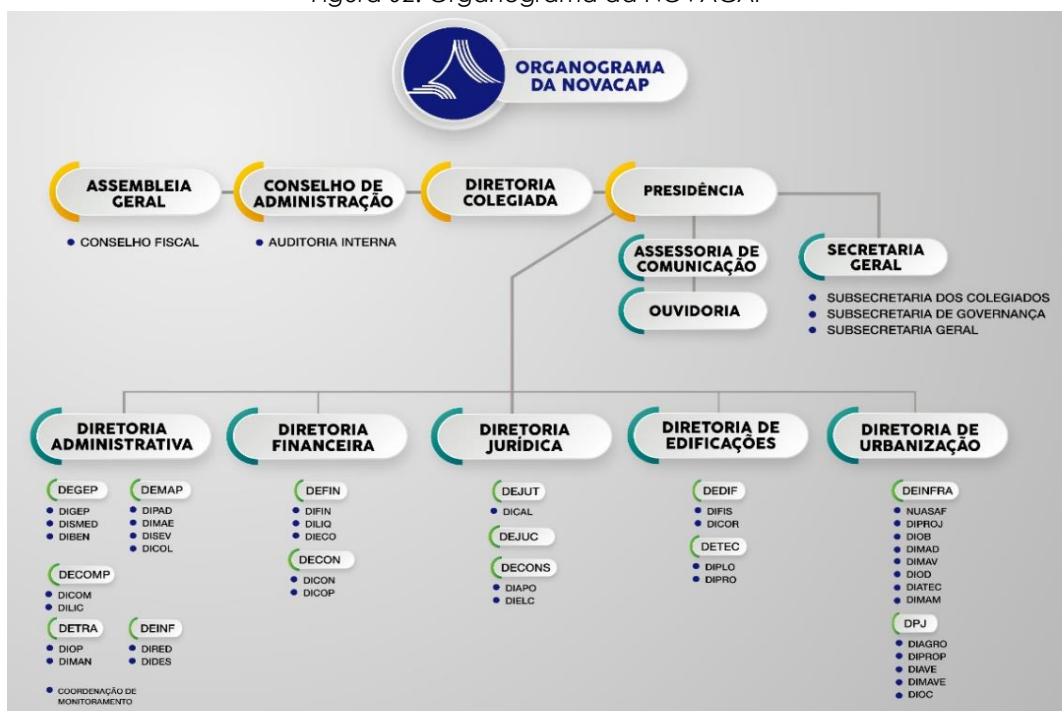 Figura 02. Organograma da NOVACAP
ORGANOGRAMA
DA NOVACAP
ASSEMBLEIA
GERAL
• CONSELHO FISCAL
CONSELHO DE
ADMINISTRAÇÃO
• AUDITORIA INTERNA
DIRETORIA
COLEGIADA
PRESIDÊNCIA
ASSESSORIA DE
COMUNICAÇÃO
OUVIDORIA
SECRETARIA
GERAL
• SUBSECRETARIA DOS COLEGIADOS
• SUBSECRETARIA DE GOVERNANÇA
• SUBSECRETARIA GERAL
DIRETORIA
ADMINISTRATIVA
DEGEP
• DIGEP
• DISMED
• DIBEN
DEMAP
• DIPAD
• DIMAE
• DISEV
• DICOL
DECOMP
• DICOM
• DILIC
DETRA
• DIOP
• DIMAN
DEINF
• DIRED
• DIDES
• COORDENAÇÃO DE
MONITORAMENTO
DIRETORIA
FINANCEIRA
DEFIN
• DIFIN
• DILIQ
• DIECO
DECON
• DICON
• DICOP
DIRETORIA
JURÍDICA
DEJUT
• DICAL
DEJUC
DECONS
• DIAPO
• DIELC
DIRETORIA DE
EDIFICAÇÕES
DEDIF
• DIFIS
• DICOR
DETEC
• DIPLO
• DIPRO
DIRETORIA DE
URBANIZAÇÃO
DEINFRA
• NUASAF
• DIPROJ
• DIOB
• DIMAD
• DIMAV
• DIOD
• DIATEC
• DIMAM
DPJ
• DIAGRO
• DIPROP
• DIAVE
• DIMAVE
• DIOC